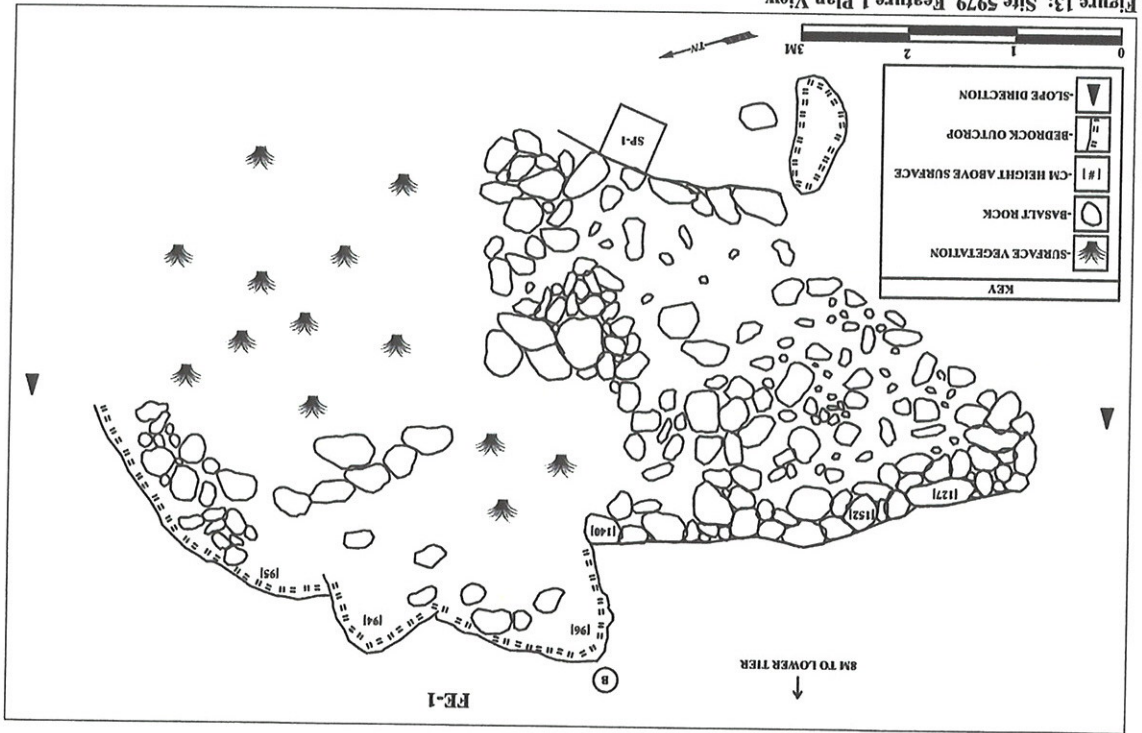 FE-1
B
8M TO LOWER TIER
[96]
[94]
[95]
[140]
[152]
[127]
KEY
-SURFACE VEGETATION
-BASALT ROCK
[#] -CM HEIGHT ABOVE SURFACE
-BEDROCK OUTCROP
-SLOPE DIRECTION
SP-1
TN
0 1 2 3M
Figure 13: Site 5979, Feature 1 Plan View